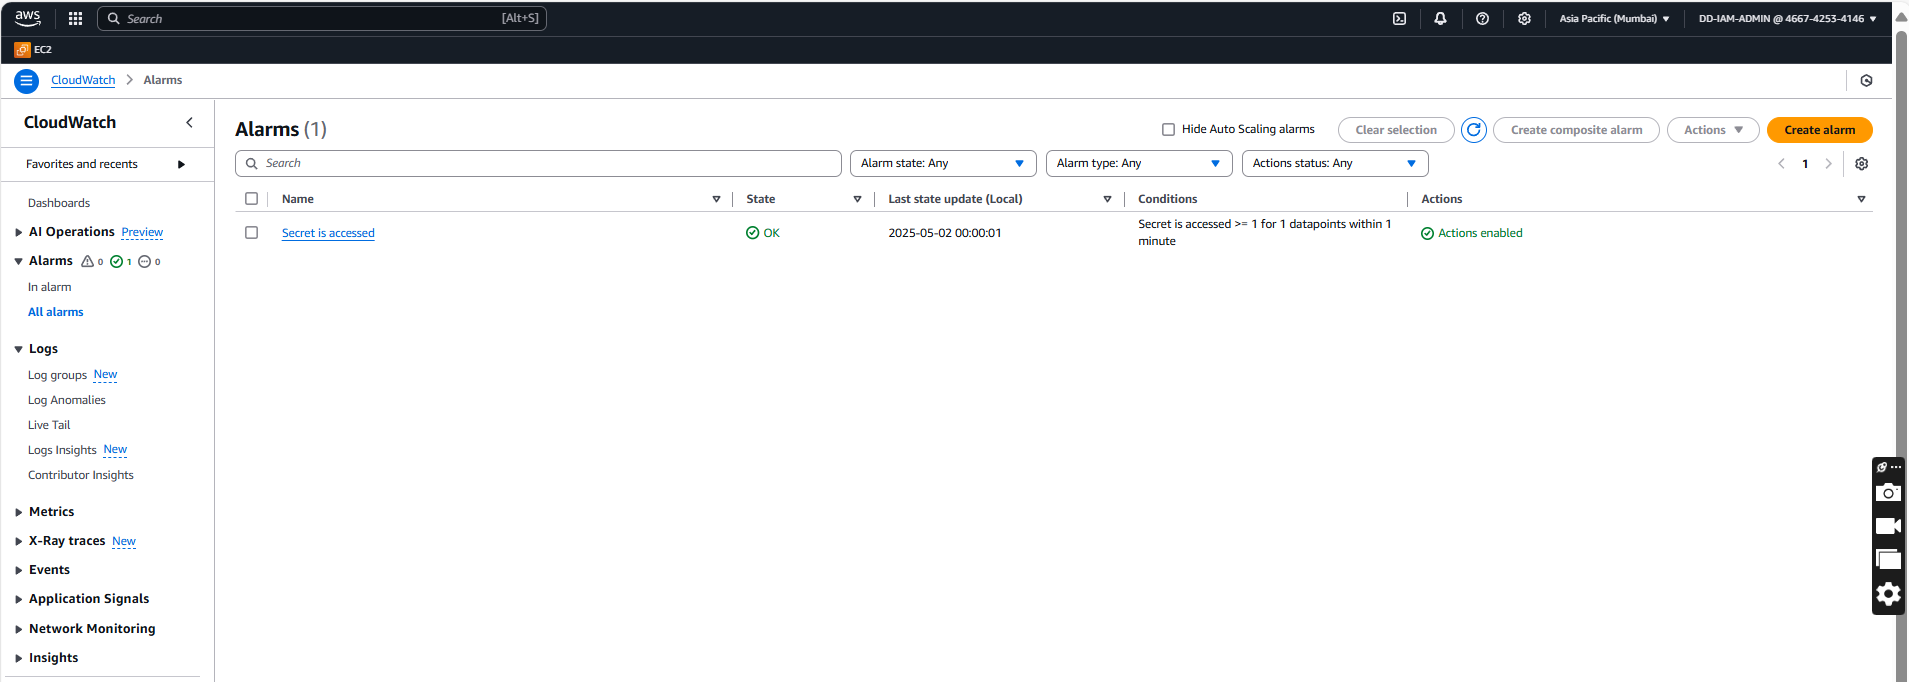 aws
Search [Alt+S]
Asia Pacific (Mumbai) ▼
DD-IAM-ADMIN @ 4667-4253-4146 ▼
EC2
CloudWatch > Alarms
CloudWatch
Favorites and recents
Dashboards
AI Operations Preview
Alarms 0 1 0
In alarm
All alarms
Logs
Log groups New
Log Anomalies
Live Tail
Logs Insights New
Contributor Insights
Metrics
X-Ray traces New
Events
Application Signals
Network Monitoring
Insights
Alarms (1)
Hide Auto Scaling alarms
Clear selection
Create composite alarm
Actions ▼
Create alarm
Search
Alarm state: Any
Alarm type: Any
Actions status: Any
1
Name State Last state update (Local) Conditions Actions
Secret is accessed
OK
2025-05-02 00:00:01
Secret is accessed >= 1 for 1 datapoints within 1
minute
Actions enabled